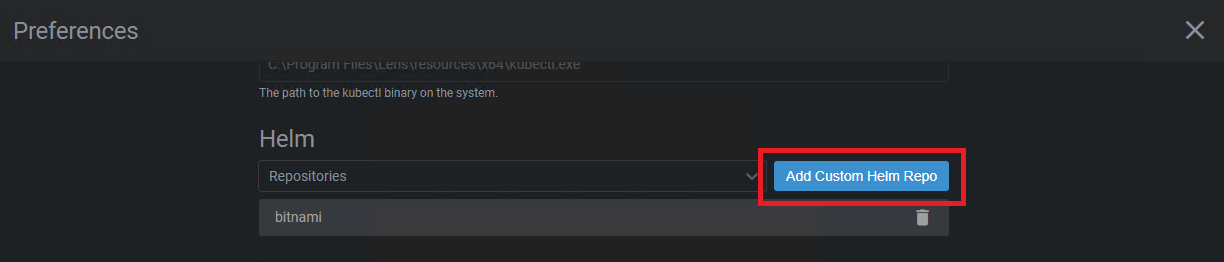 Preferences
C:\Program Files\Lens\resources\x64\kubectl.exe
The path to the kubectl binary on the system.
Helm
Repositories
Add Custom Helm Repo
bitnami